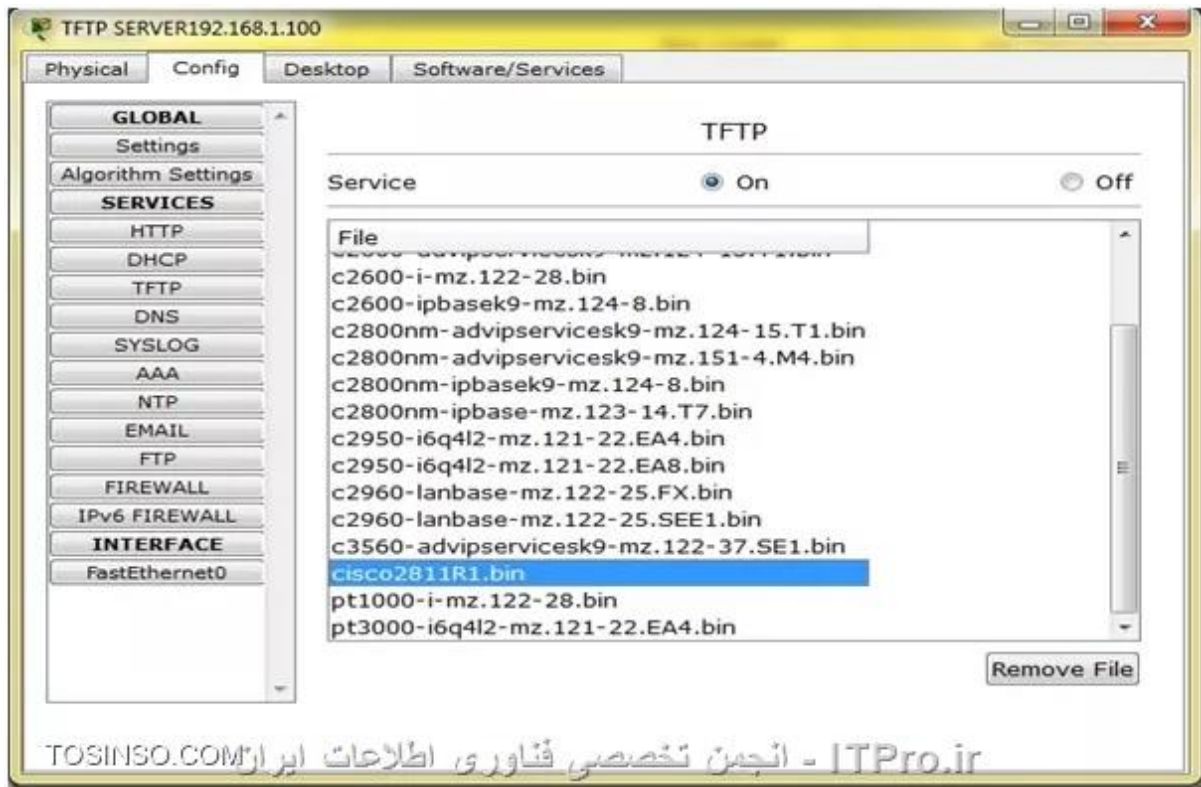 TFTP SERVER192.168.1.100
Physical Config Desktop Software/Services
GLOBAL
Settings
Algorithm Settings
SERVICES
HTTP
DHCP
TFTP
DNS
SYSLOG
AAA
NTP
EMAIL
FTP
FIREWALL
IPv6 FIREWALL
INTERFACE
FastEthernet0
TFTP
Service On Off
File
c2600-i-mz.122-28.bin
c2600-ipbasek9-mz.124-8.bin
c2800nm-advipservicesk9-mz.124-15.T1.bin
c2800nm-advipservicesk9-mz.151-4.M4.bin
c2800nm-ipbasek9-mz.124-8.bin
c2800nm-ipbase-mz.123-14.T7.bin
c2950-i6q4l2-mz.121-22.EA4.bin
c2950-i6q4l2-mz.121-22.EA8.bin
c2960-lanbase-mz.122-25.FX.bin
c2960-lanbase-mz.122-25.SEE1.bin
c3560-advipservicesk9-mz.122-37.SE1.bin
cisco2811R1.bin
pt1000-i-mz.122-28.bin
pt3000-i6q4l2-mz.121-22.EA4.bin
Remove File
TOSINSO.COM
ITPro.ir - انجمن تخصصی فناوری اطلاعات ایران